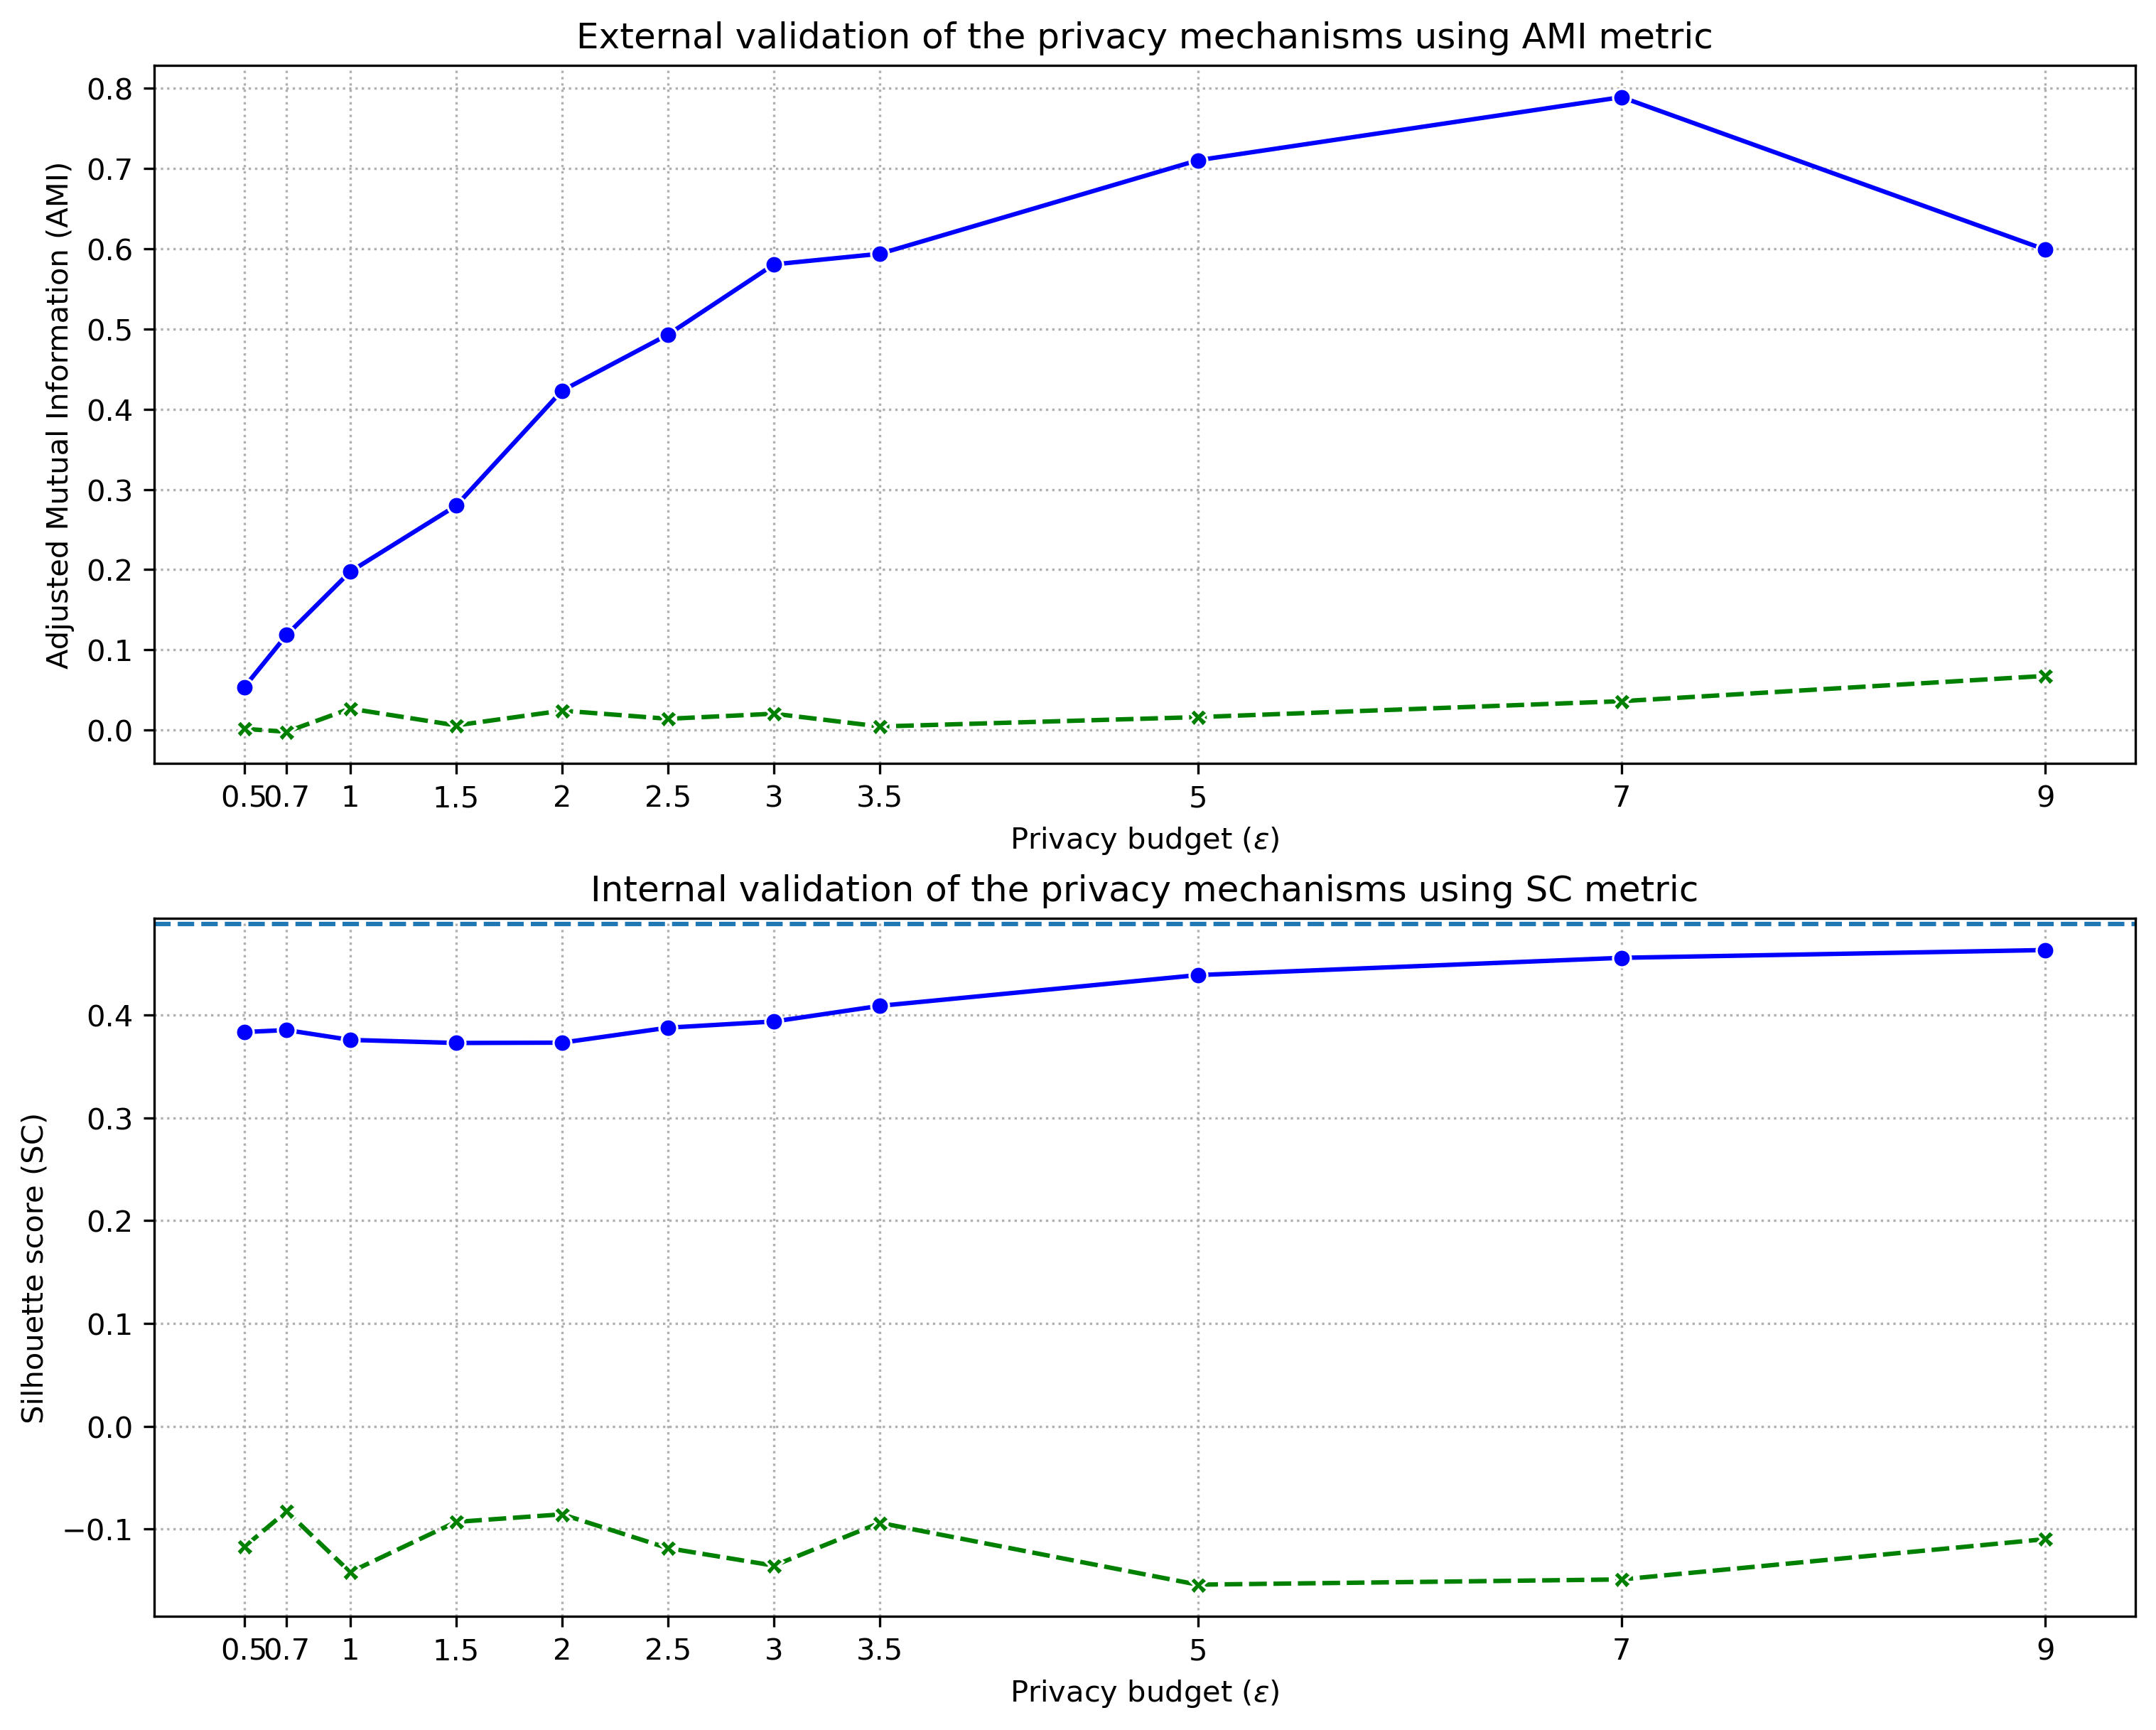 External validation of the privacy mechanisms using AMI metric
Adjusted Mutual Information (AMI)
0.8
0.7
0.6
0.5
0.4
0.3
0.2
0.1
0.0
0.5 0.7 1 1.5 2 2.5 3 3.5 5 7 9
Privacy budget (ε)
Internal validation of the privacy mechanisms using SC metric
Silhouette score (SC)
0.4
0.3
0.2
0.1
0.0
−0.1
0.5 0.7 1 1.5 2 2.5 3 3.5 5 7 9
Privacy budget (ε)